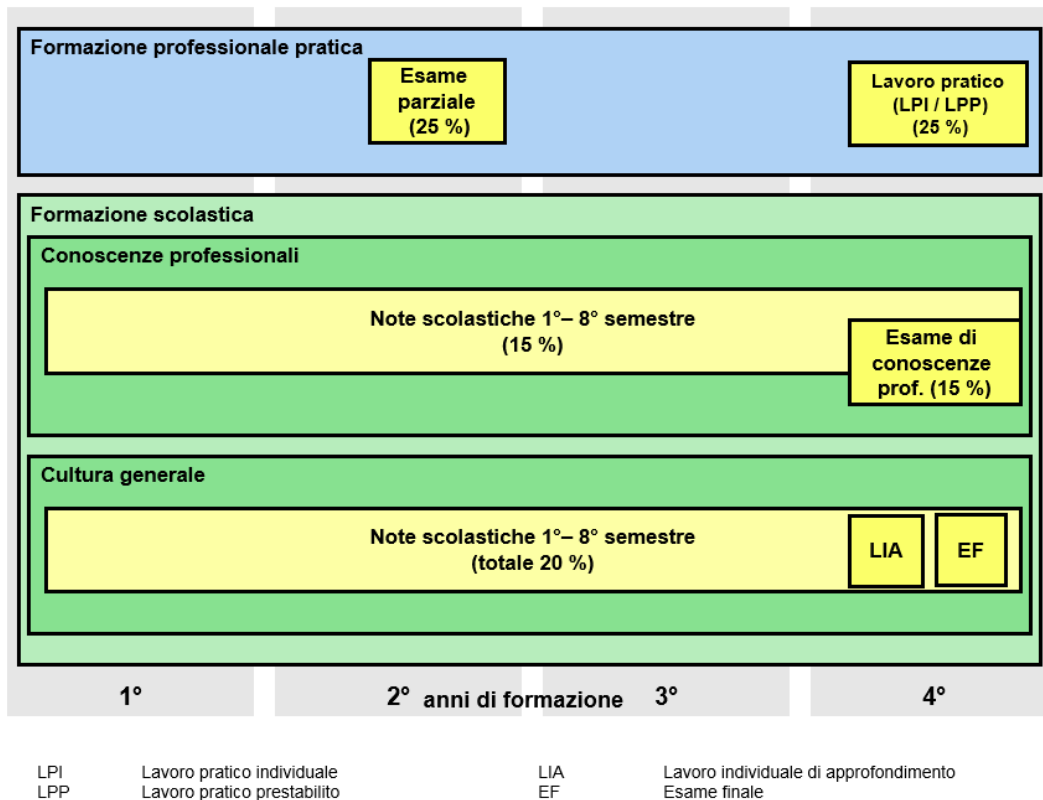 Formazione professionale pratica
Esame
parziale
(25 %)
Lavoro pratico
(LPI / LPP)
(25 %)
Formazione scolastica
Conoscenze professionali
Note scolastiche 1°– 8° semestre
(15 %)
Esame di
conoscenze
prof. (15 %)
Cultura generale
Note scolastiche 1°– 8° semestre
(totale 20 %)
LIA
EF
1°
2°
anni di formazione
3°
4°
LPI Lavoro pratico individuale
LIA Lavoro individuale di approfondimento
LPP Lavoro pratico prestabilito
EF Esame finale